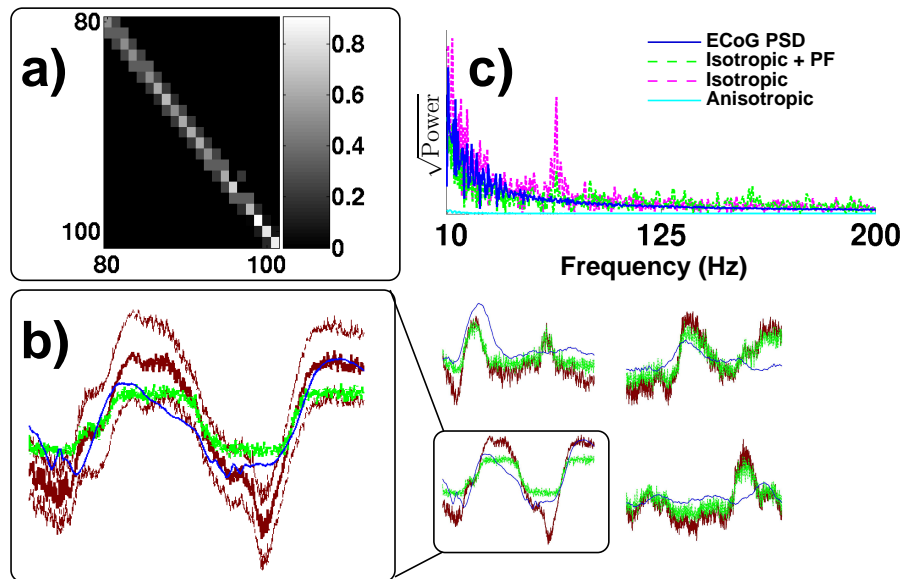 a)
80
100
80
100
0.8
0.6
0.4
0.2
0
c)
ECoG PSD
Isotropic + PF
Isotropic
Anisotropic
√Power
10
125
200
Frequency (Hz)
b)